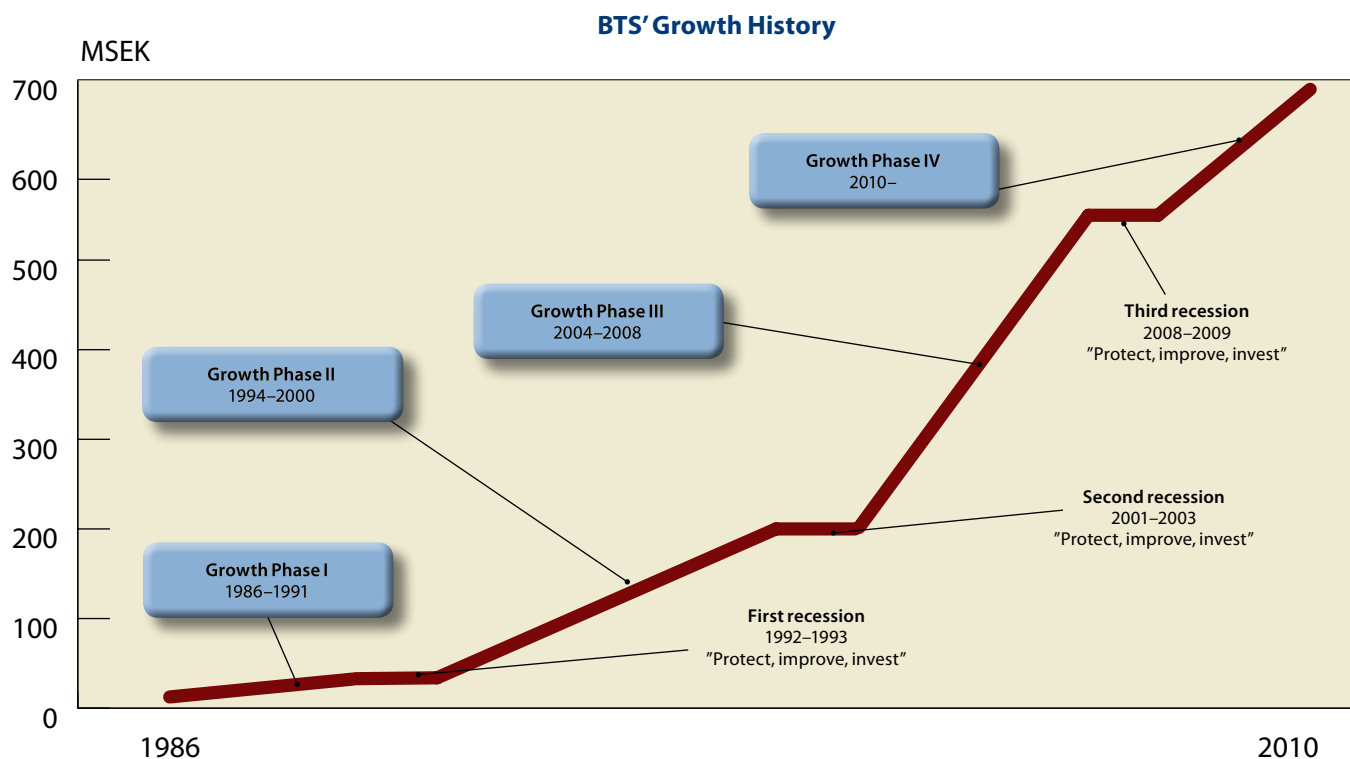 BTS’ Growth History
MSEK
700
600
500
400
300
200
100
0
Growth Phase IV
2010–
Growth Phase III
2004–2008
Growth Phase II
1994–2000
Growth Phase I
1986–1991
Third recession
2008–2009
”Protect, improve, invest”
Second recession
2001–2003
”Protect, improve, invest”
First recession
1992–1993
”Protect, improve, invest”
1986
2010